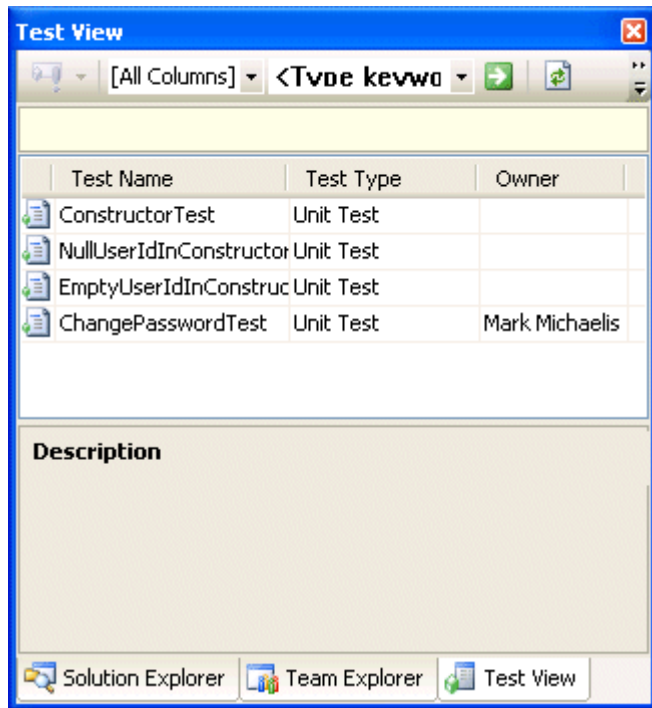 Test View
[All Columns] <Type keywo
Test Name Test Type Owner
ConstructorTest Unit Test
NullUserIdInConstructor Unit Test
EmptyUserIdInConstruc Unit Test
ChangePasswordTest Unit Test Mark Michaelis
Description
Solution Explorer Team Explorer Test View